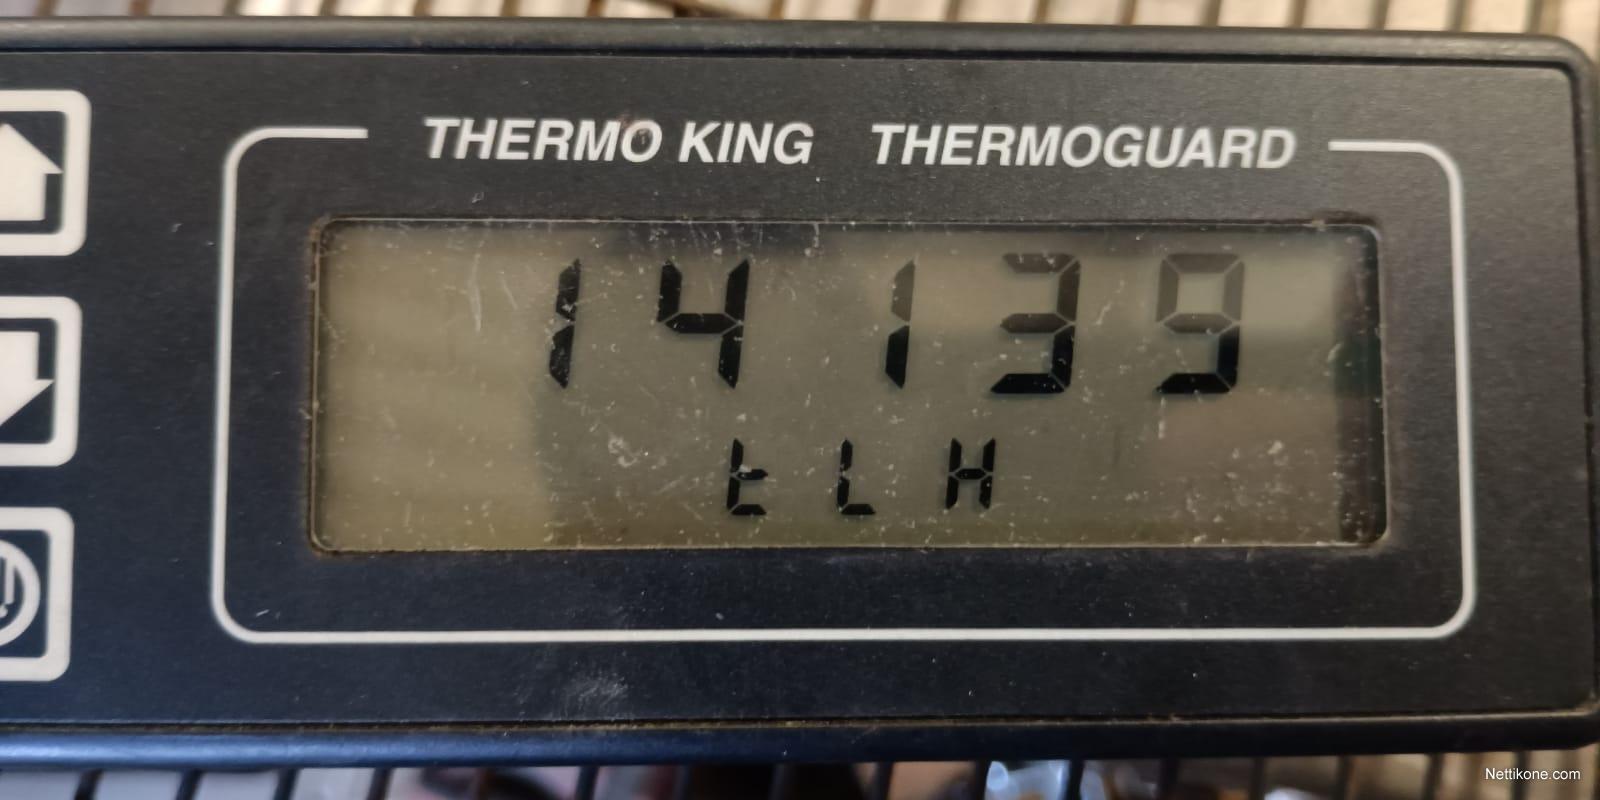 THERMO KING THERMOGUARD
14139
tLH
Nettikone.com